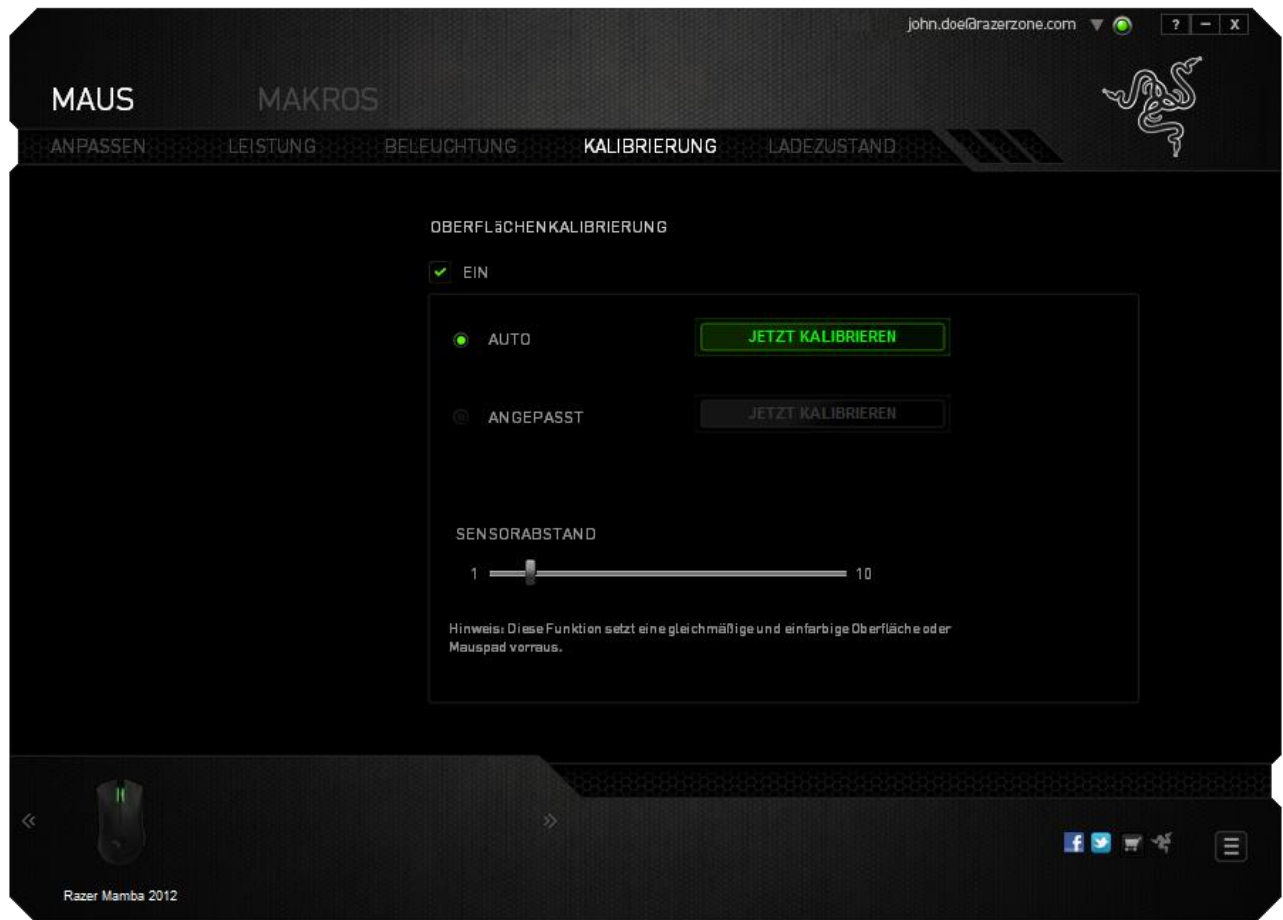 john.doe@razerzone.com
? – X
MAUS MAKROS
ANPASSEN LEISTUNG BELEUCHTUNG KALIBRIERUNG LADEZUSTAND
OBERFLäCHENKALIBRIERUNG
EIN
AUTO JETZT KALIBRIEREN
ANGEPASST JETZT KALIBRIEREN
SENSORABSTAND
1 10
Hinweis: Diese Funktion setzt eine gleichmäßige und einfarbige Oberfläche oder
Mauspad vorraus.
Razer Mamba 2012